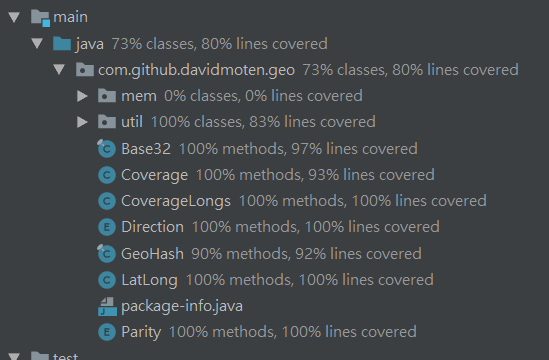 main
java 73% classes, 80% lines covered
com.github.davidmoten.geo 73% classes, 80% lines covered
mem 0% classes, 0% lines covered
util 100% classes, 83% lines covered
Base32 100% methods, 97% lines covered
Coverage 100% methods, 93% lines covered
CoverageLongs 100% methods, 100% lines covered
Direction 100% methods, 100% lines covered
GeoHash 90% methods, 92% lines covered
LatLong 100% methods, 100% lines covered
package-info.java
Parity 100% methods, 100% lines covered
test